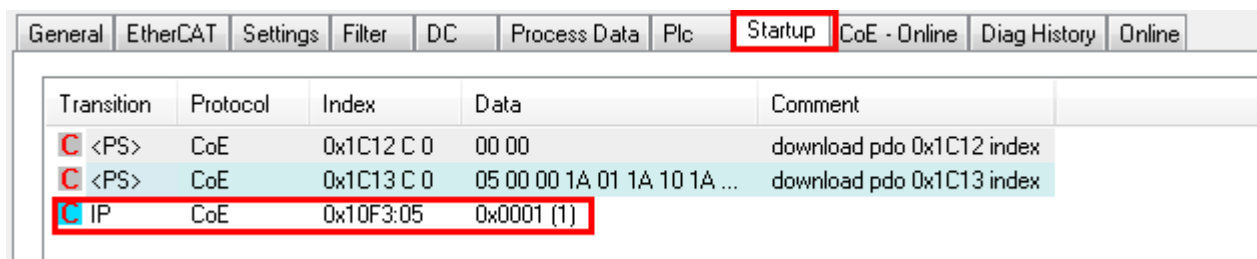 General EtherCAT Settings Filter DC Process Data Plc Startup CoE - Online Diag History Online
Transition Protocol Index Data Comment
C <PS> CoE 0x1C12 C 0 00 00 download pdo 0x1C12 index
C <PS> CoE 0x1C13 C 0 05 00 00 1A 01 1A 10 1A ... download pdo 0x1C13 index
C IP CoE 0x10F3:05 0x0001 (1)